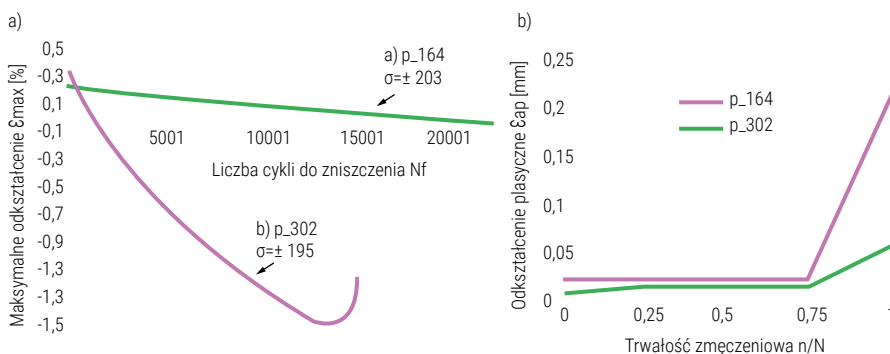 a)
Maksymalne odkształcenie Ɛmax [%]
0,5
-0,3
0,1
-0,1
-0,3
-0,5
-0,7
-0,9
-1,3
-1,3
-1,5
5001 10001 15001 20001
Liczba cykli do zniszczenia Nf
a) p_164
σ=± 203
b) p_302
σ=± 195
b)
Odkształcenie plasyczne Ɛap [mm]
0,25
0,2
0,15
0,1
0,05
0
p_164
p_302
0 0,25 0,5 0,75 1
Trwałość zmęczeniowa n/N